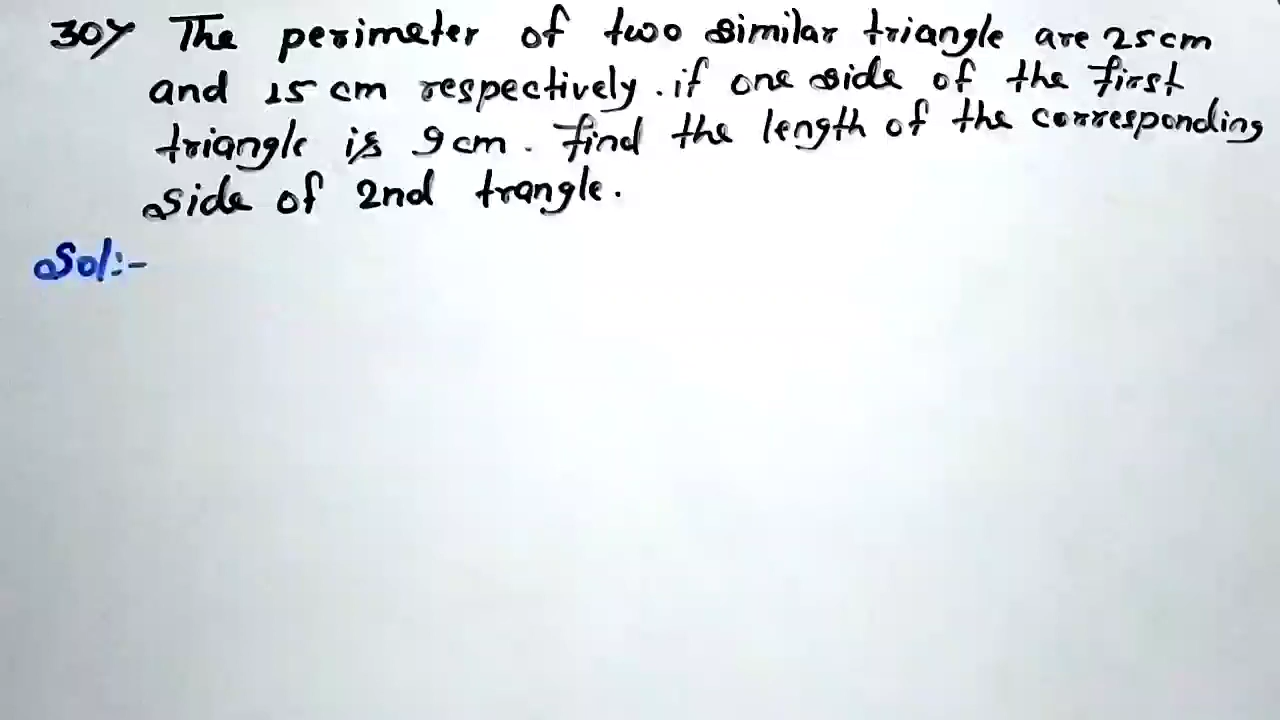 30) The perimeter of two similar triangle are 25cm
and 15 cm respectively. if one side of the first
triangle is 9cm. find the length of the corresponding
side of 2nd trangle.
Sol:-